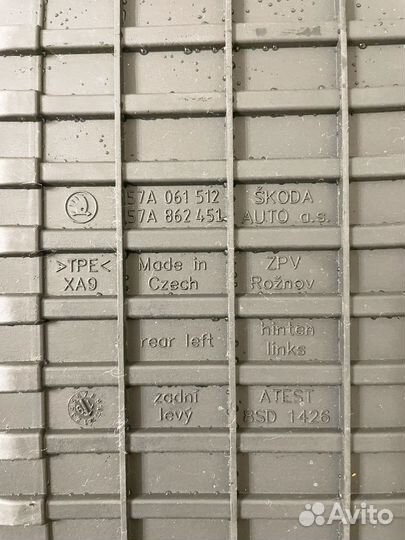 57A 061 512 ŠKODA
57A 862 451 AUTO a.s.
>TPE< Made in ZPV
XA9 Czech Rožnov
rear left hinten
links
zadní ATEST
levý 8SD 1426
Avito